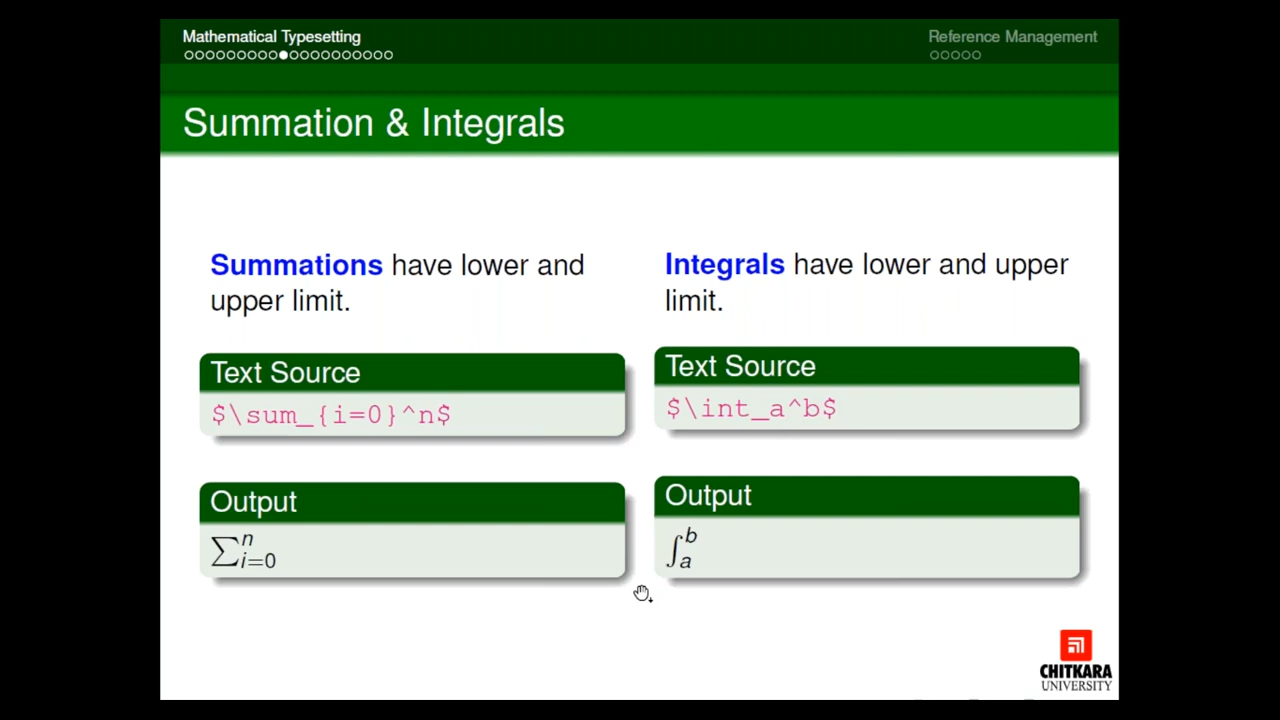 Mathematical Typesetting
Reference Management
Summation & Integrals
Summations have lower and
upper limit.
Text Source
$\sum_{i=0}^n$
Output
∑ⁿᵢ₌₀
Integrals have lower and upper
limit.
Text Source
$\int_a^b$
Output
∫ₐᵇ
CHITKARA
UNIVERSITY